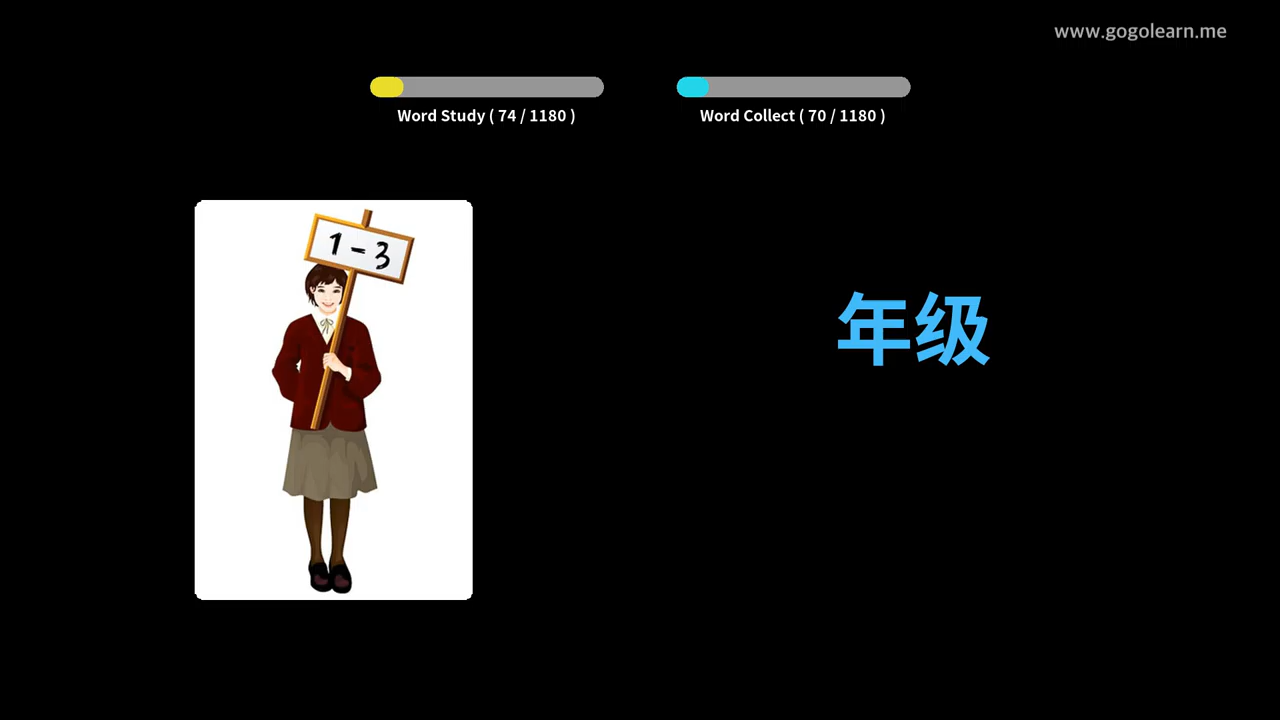 www.gogolearn.me
Word Study ( 74 / 1180 )
Word Collect ( 70 / 1180 )
1 - 3
年级